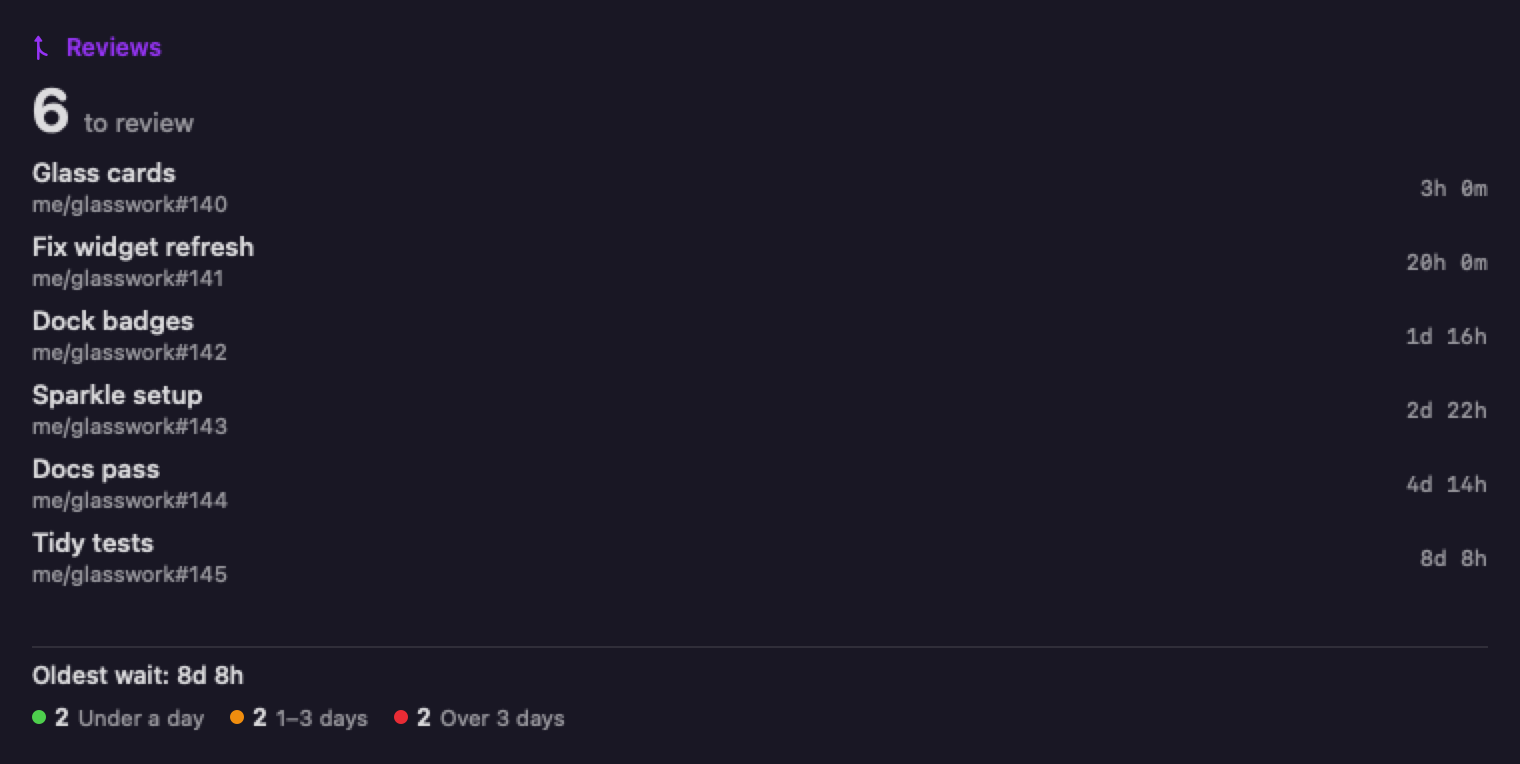 Reviews
6 to review
Glass cards
me/glasswork#140
3h 0m
Fix widget refresh
me/glasswork#141
20h 0m
Dock badges
me/glasswork#142
1d 16h
Sparkle setup
me/glasswork#143
2d 22h
Docs pass
me/glasswork#144
4d 14h
Tidy tests
me/glasswork#145
8d 8h
Oldest wait: 8d 8h
2 Under a day 2 1–3 days 2 Over 3 days